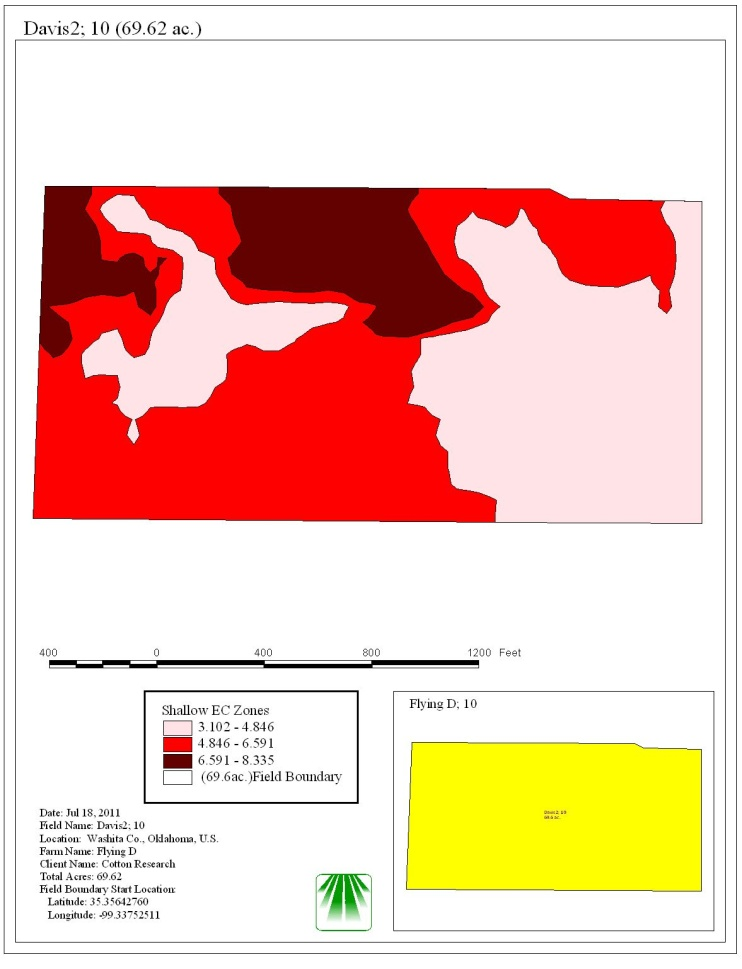 Davis2; 10 (69.62 ac.)
400 0 400 800 1200 Feet
Shallow EC Zones
3.102 - 4.846
4.846 - 6.591
6.591 - 8.335
(69.6ac.)Field Boundary
Date: Jul 18, 2011
Field Name: Davis2; 10
Location: Washita Co., Oklahoma, U.S.
Farm Name: Flying D
Client Name: Cotton Research
Total Acres: 69.62
Field Boundary Start Location:
Latitude: 35.35642760
Longitude: -99.33752511
Flying D; 10